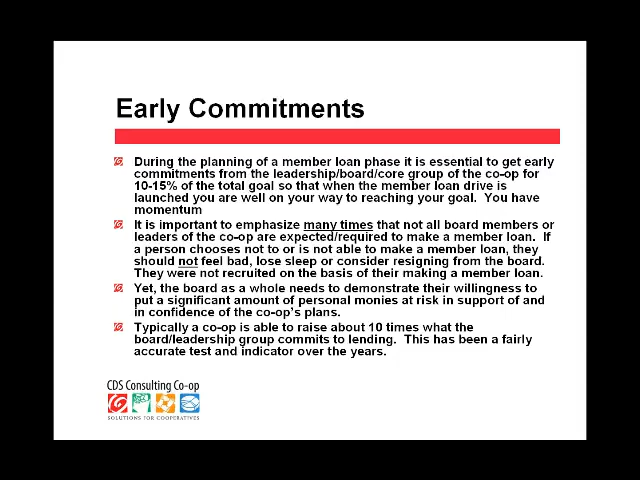 Early Commitments
During the planning of a member loan phase it is essential to get early
commitments from the leadership/board/core group of the co-op for
10-15% of the total goal so that when the member loan drive is
launched you are well on your way to reaching your goal.  You have
momentum
It is important to emphasize many times that not all board members or
leaders of the co-op are expected/required to make a member loan.  If
a person chooses not to or is not able to make a member loan, they
should not feel bad, lose sleep or consider resigning from the board.
They were not recruited on the basis of their making a member loan.
Yet, the board as a whole needs to demonstrate their willingness to
put a significant amount of personal monies at risk in support of and
in confidence of the co-op's plans.
Typically a co-op is able to raise about 10 times what the
board/leadership group commits to lending.  This has been a fairly
accurate test and indicator over the years.
CDS Consulting Co-op
SOLUTIONS FOR COOPERATIVES